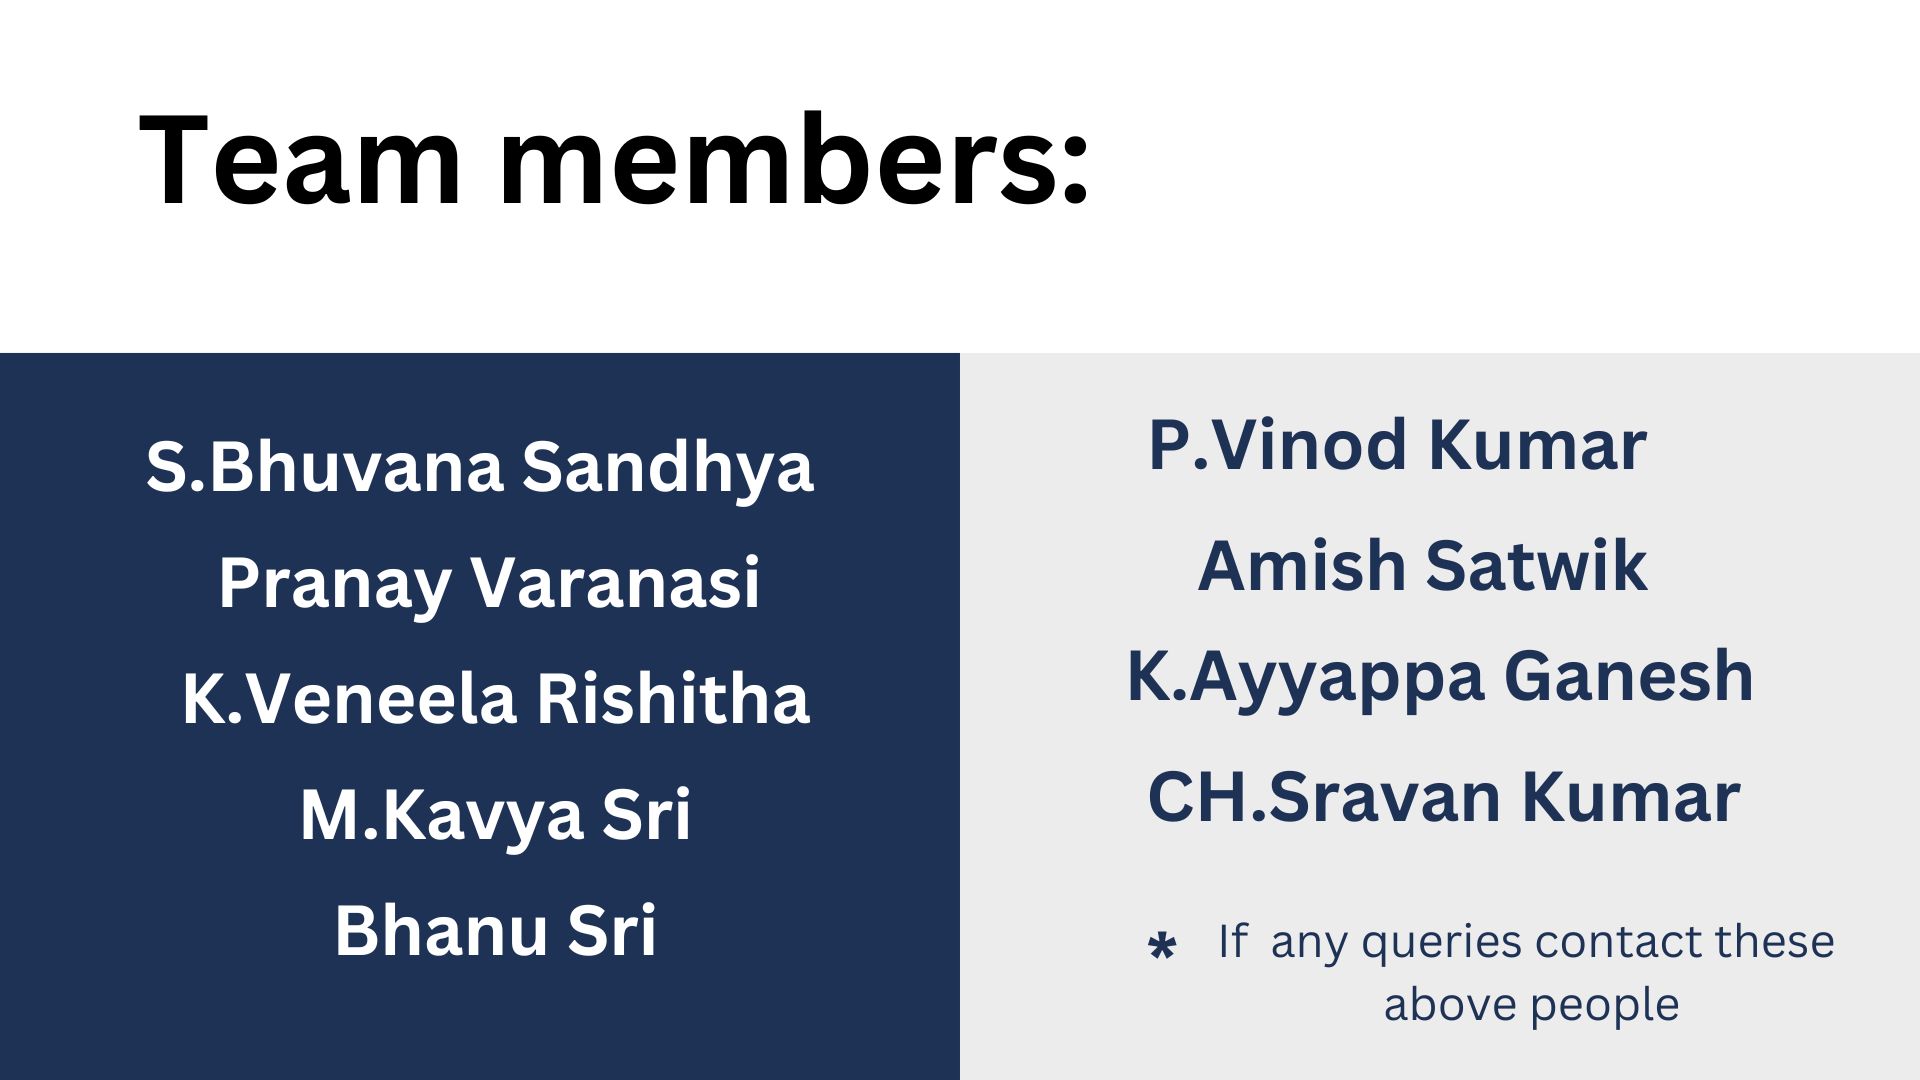 Team members:
S.Bhuvana Sandhya
Pranay Varanasi
K.Veneela Rishitha
M.Kavya Sri
Bhanu Sri
P.Vinod Kumar
Amish Satwik
K.Ayyappa Ganesh
CH.Sravan Kumar
* If any queries contact these
above people